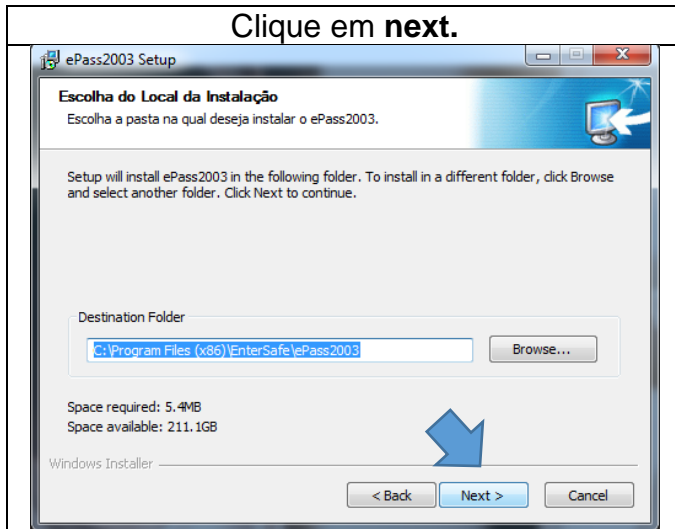 Clique em next.
ePass2003 Setup
Escolha do Local da Instalação
Escolha a pasta na qual deseja instalar o ePass2003.
Setup will install ePass2003 in the following folder. To install in a different folder, click Browse
and select another folder. Click Next to continue.
Destination Folder
C:\Program Files (x86)\EnterSafe\ePass2003
Browse...
Space required: 5.4MB
Space available: 211.1GB
Windows Installer
< Back Next > Cancel